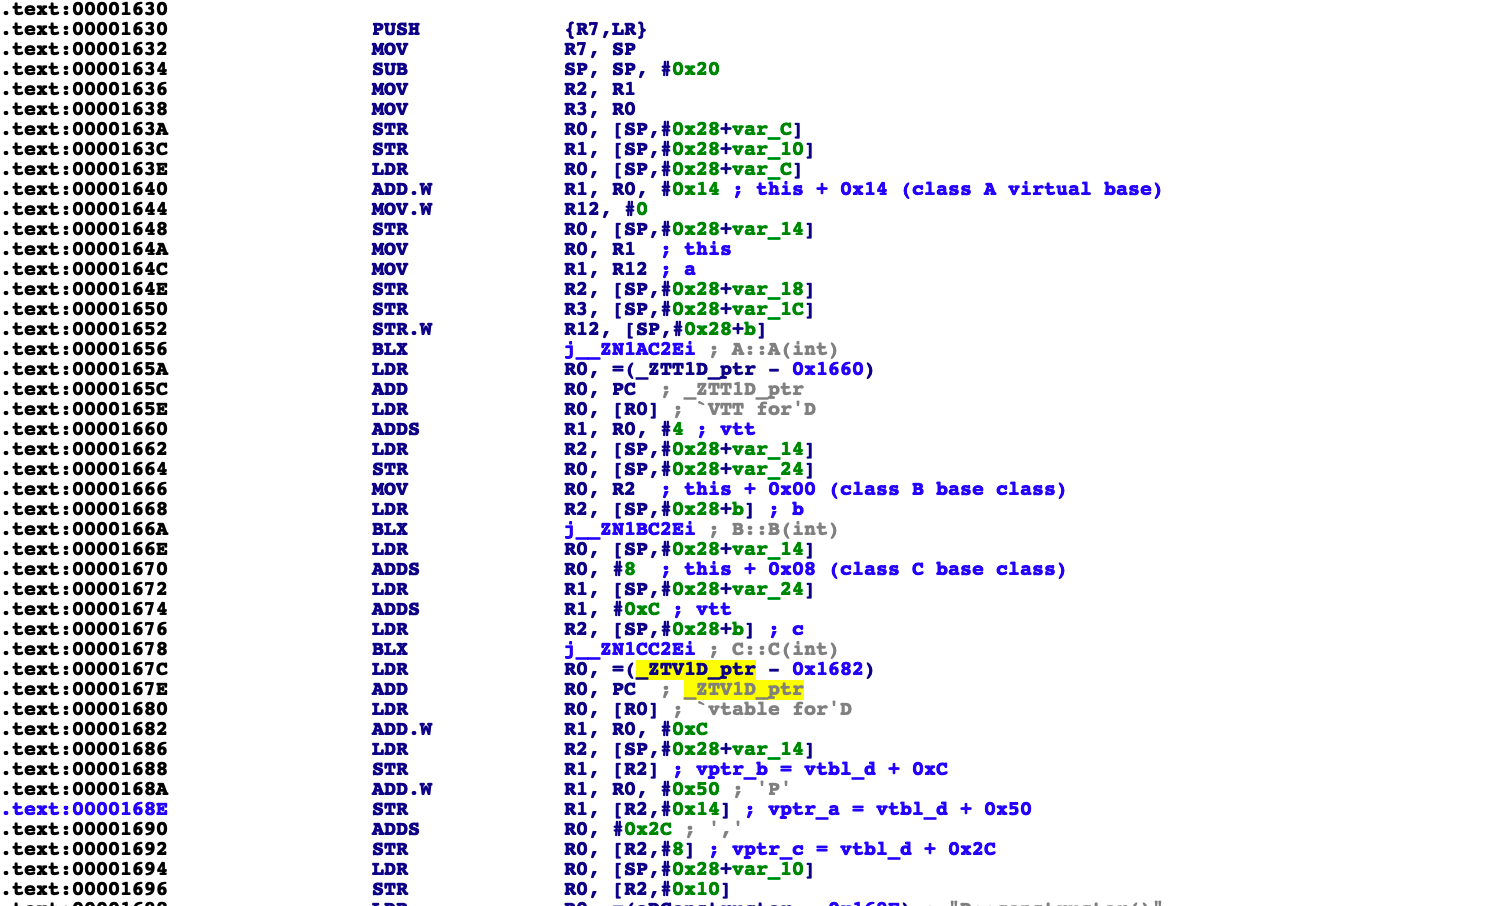 .text:00001630
.text:00001630 PUSH {R7,LR}
.text:00001632 MOV R7, SP
.text:00001634 SUB SP, SP, #0x20
.text:00001636 MOV R2, R1
.text:00001638 MOV R3, R0
.text:0000163A STR R0, [SP,#0x28+var_C]
.text:0000163C STR R1, [SP,#0x28+var_10]
.text:0000163E LDR R0, [SP,#0x28+var_C]
.text:00001640 ADD.W R1, R0, #0x14 ; this + 0x14 (class A virtual base)
.text:00001644 MOV.W R12, #0
.text:00001648 STR R0, [SP,#0x28+var_14]
.text:0000164A MOV R0, R1 ; this
.text:0000164C MOV R1, R12 ; a
.text:0000164E STR R2, [SP,#0x28+var_18]
.text:00001650 STR R3, [SP,#0x28+var_1C]
.text:00001652 STR.W R12, [SP,#0x28+b]
.text:00001656 BLX j__ZN1AC2Ei ; A::A(int)
.text:0000165A LDR R0, =(_ZTT1D_ptr - 0x1660)
.text:0000165C ADD R0, PC ; _ZTT1D_ptr
.text:0000165E LDR R0, [R0] ; `VTT for'D
.text:00001660 ADDS R1, R0, #4 ; vtt
.text:00001662 LDR R2, [SP,#0x28+var_14]
.text:00001664 STR R0, [SP,#0x28+var_24]
.text:00001666 MOV R0, R2 ; this + 0x00 (class B base class)
.text:00001668 LDR R2, [SP,#0x28+b] ; b
.text:0000166A BLX j__ZN1BC2Ei ; B::B(int)
.text:0000166E LDR R0, [SP,#0x28+var_14]
.text:00001670 ADDS R0, #8 ; this + 0x08 (class C base class)
.text:00001672 LDR R1, [SP,#0x28+var_24]
.text:00001674 ADDS R1, #0xC ; vtt
.text:00001676 LDR R2, [SP,#0x28+b] ; c
.text:00001678 BLX j__ZN1CC2Ei ; C::C(int)
.text:0000167C LDR R0, =(_ZTV1D_ptr - 0x1682)
.text:0000167E ADD R0, PC ; _ZTV1D_ptr
.text:00001680 LDR R0, [R0] ; `vtable for'D
.text:00001682 ADD.W R1, R0, #0xC
.text:00001686 LDR R2, [SP,#0x28+var_14]
.text:00001688 STR R1, [R2] ; vptr_b = vtbl_d + 0xC
.text:0000168A ADD.W R1, R0, #0x50 ; 'P'
.text:0000168E STR R1, [R2,#0x14] ; vptr_a = vtbl_d + 0x50
.text:00001690 ADDS R0, #0x2C ; ','
.text:00001692 STR R0, [R2,#8] ; vptr_c = vtbl_d + 0x2C
.text:00001694 LDR R0, [SP,#0x28+var_10]
.text:00001696 STR R0, [R2,#0x10]